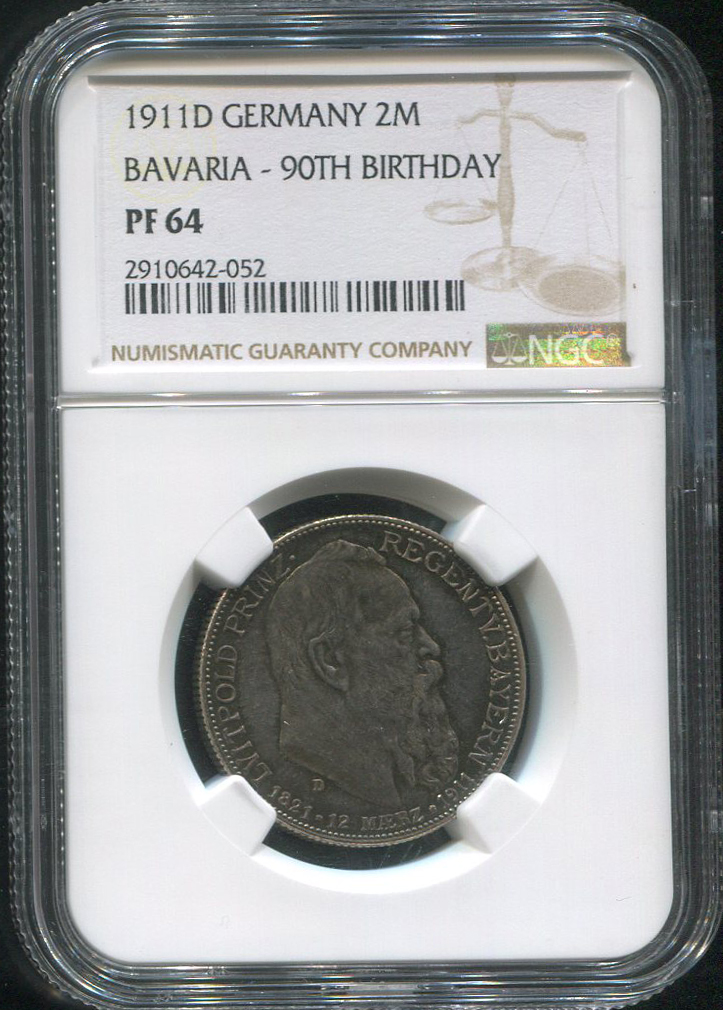 1911D GERMANY 2M
BAVARIA - 90TH BIRTHDAY
PF 64
2910642-052
NUMISMATIC GUARANTY COMPANY
NGC
LVITPOLD PRINZ· REGENT V. BAYERN
D
1821 · 12 MÆRZ · 1911